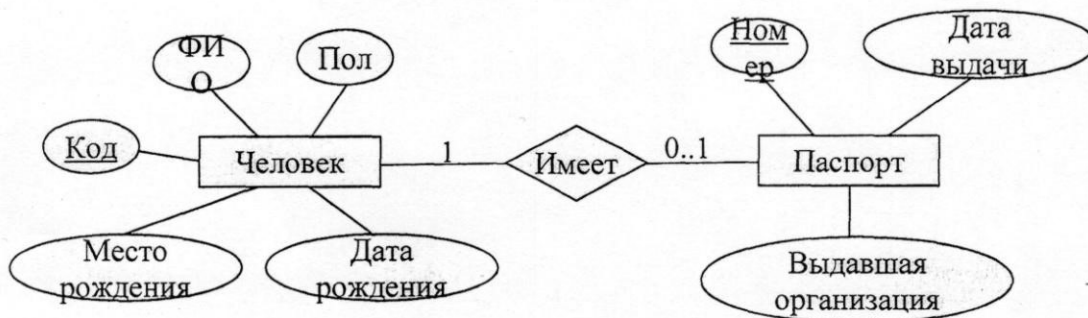 ФИ
О
Пол
Ном
ер
Дата
выдачи
Код
Человек
1
Имеет
0..1
Паспорт
Место
рождения
Дата
рождения
Выдавшая
организация